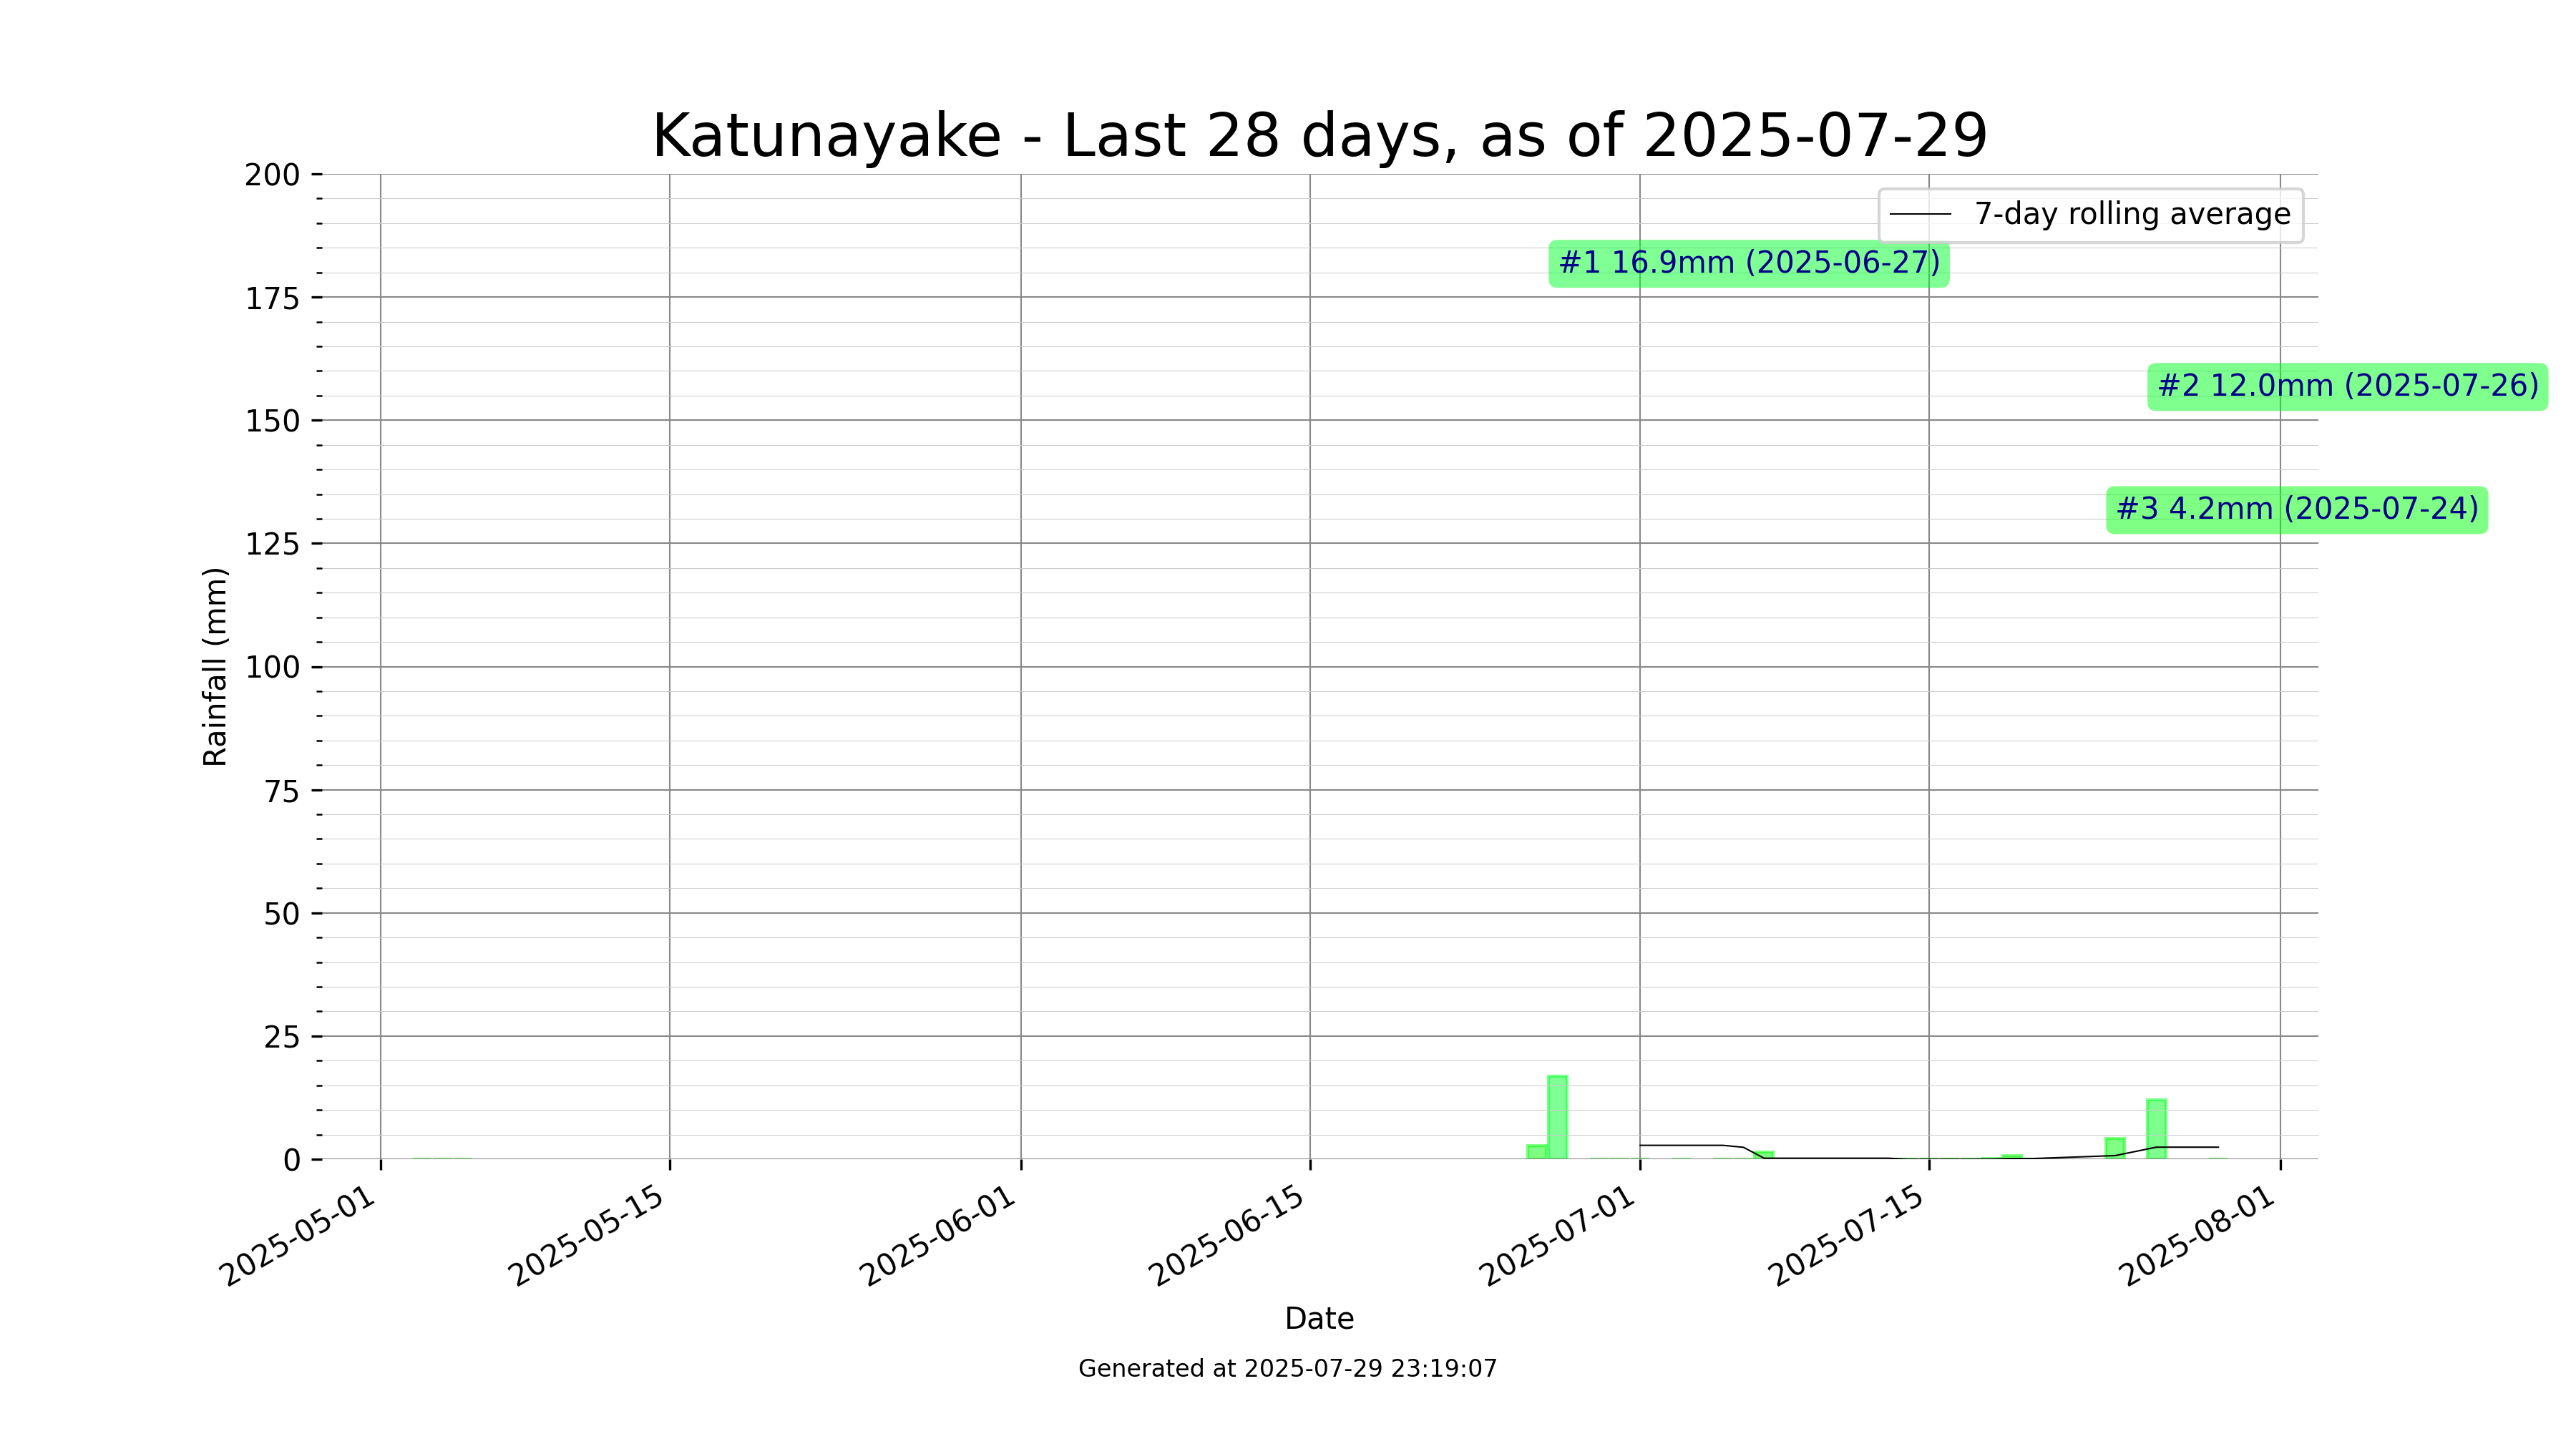 Katunayake - Last 28 days, as of 2025-07-29
7-day rolling average
#1 16.9mm (2025-06-27)
#2 12.0mm (2025-07-26)
#3 4.2mm (2025-07-24)
Rainfall (mm)
200
175
150
125
100
75
50
25
0
2025-05-01
2025-05-15
2025-06-01
2025-06-15
2025-07-01
2025-07-15
2025-08-01
Date
Generated at 2025-07-29 23:19:07